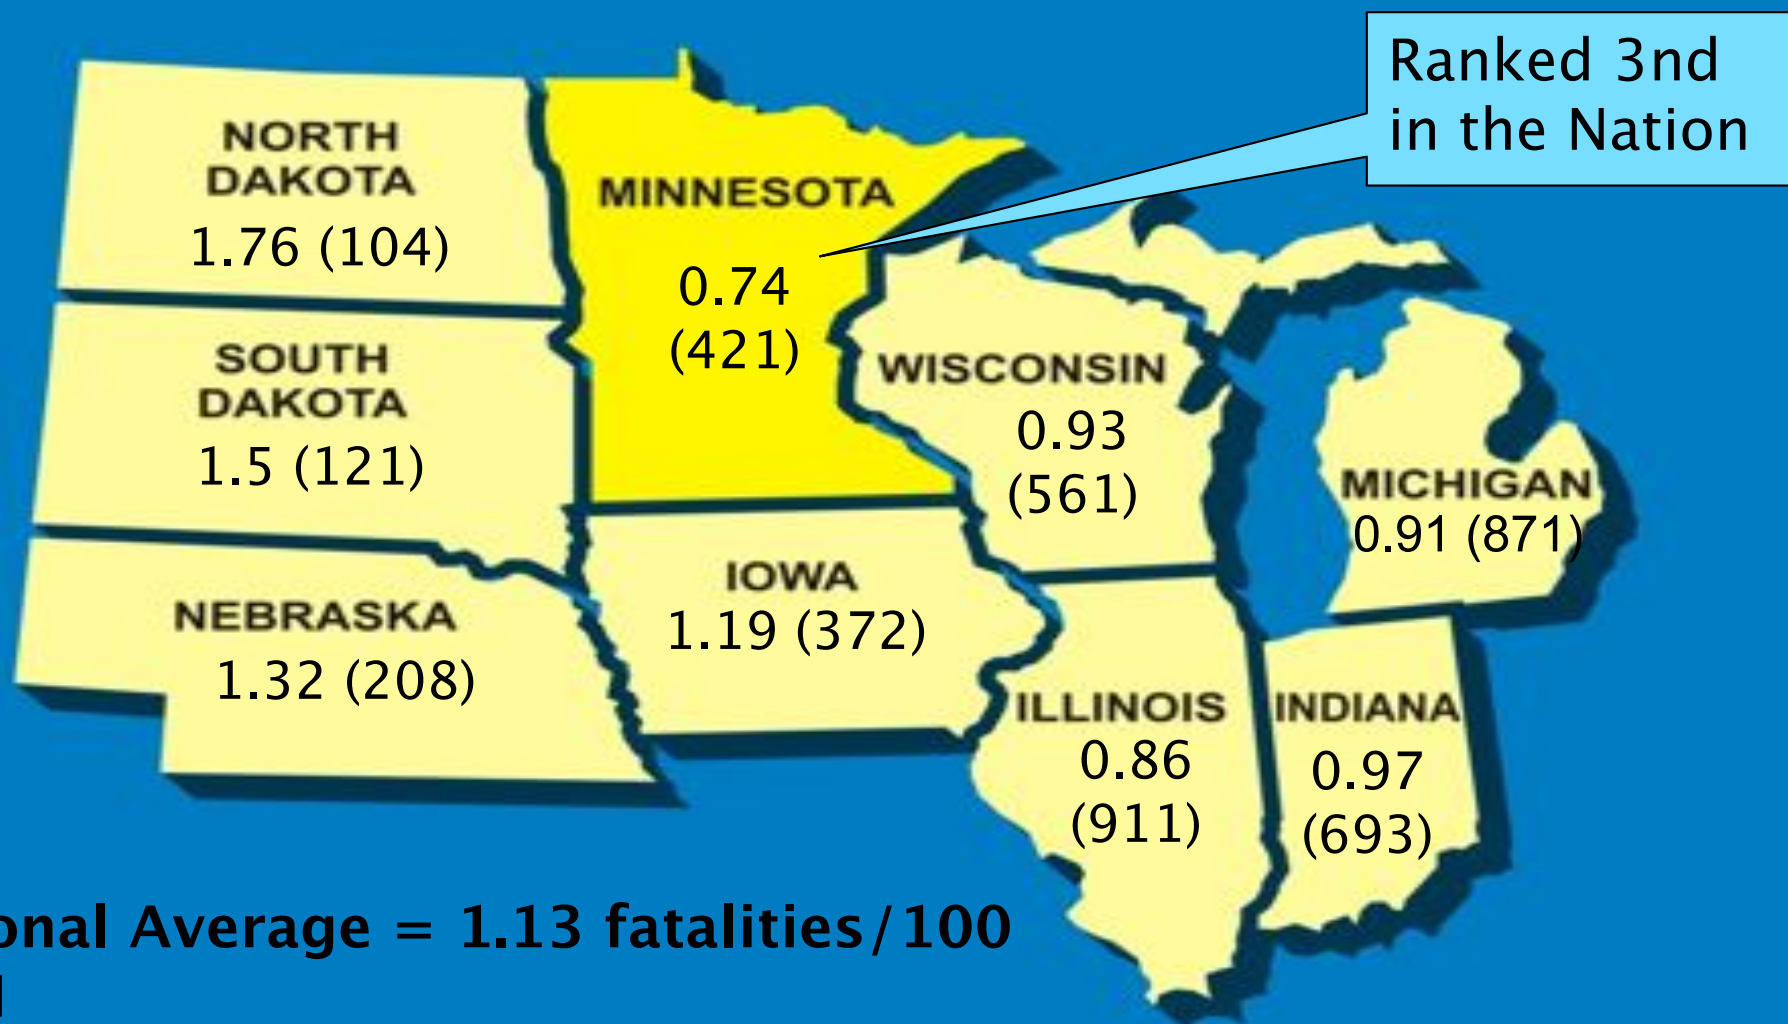 Ranked 3nd
in the Nation
NORTH
DAKOTA
1.76 (104)
MINNESOTA
0.74
(421)
SOUTH
DAKOTA
1.5 (121)
WISCONSIN
0.93
(561)
MICHIGAN
0.91 (871)
NEBRASKA
1.32 (208)
IOWA
1.19 (372)
ILLINOIS
0.86
(911)
INDIANA
0.97
(693)
onal Average = 1.13 fatalities/100